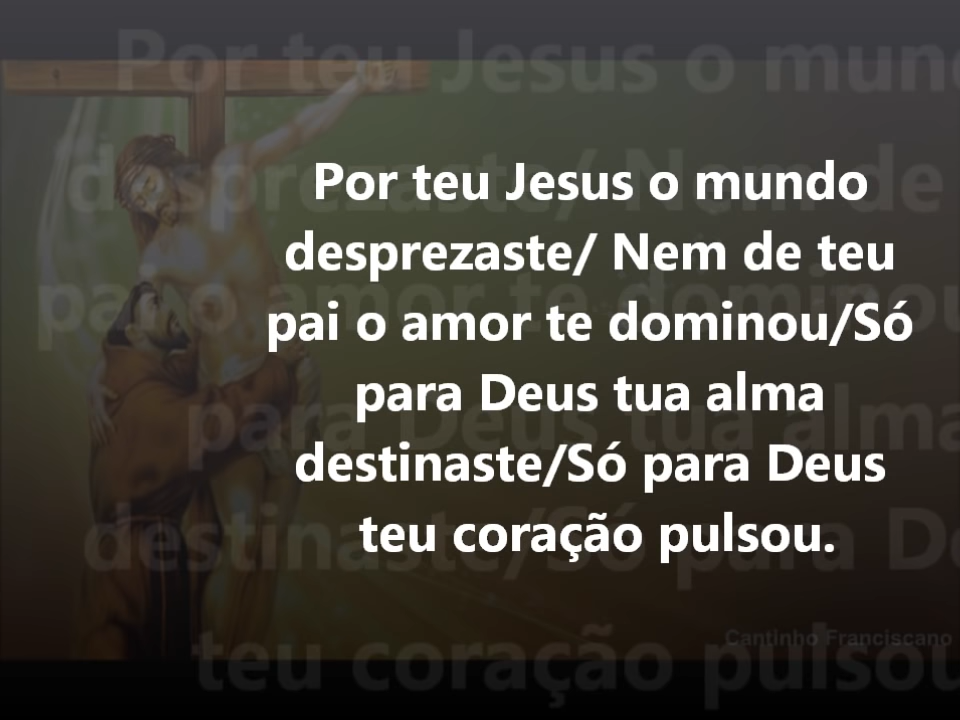 Por teu Jesus o mundo
desprezaste/ Nem de teu
pai o amor te dominou/Só
para Deus tua alma
destinaste/Só para Deus
teu coração pulsou.
Cantinho Franciscano